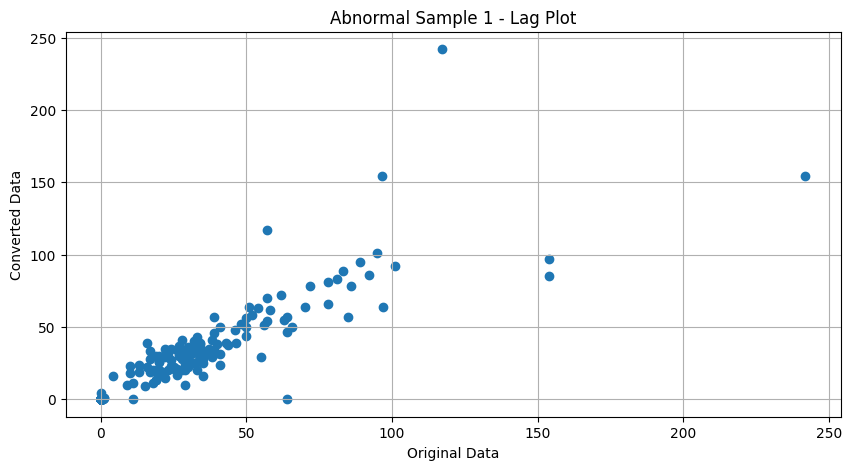 Abnormal Sample 1 - Lag Plot
250
200
150
100
50
0
Converted Data
0 50 100 150 200 250
Original Data